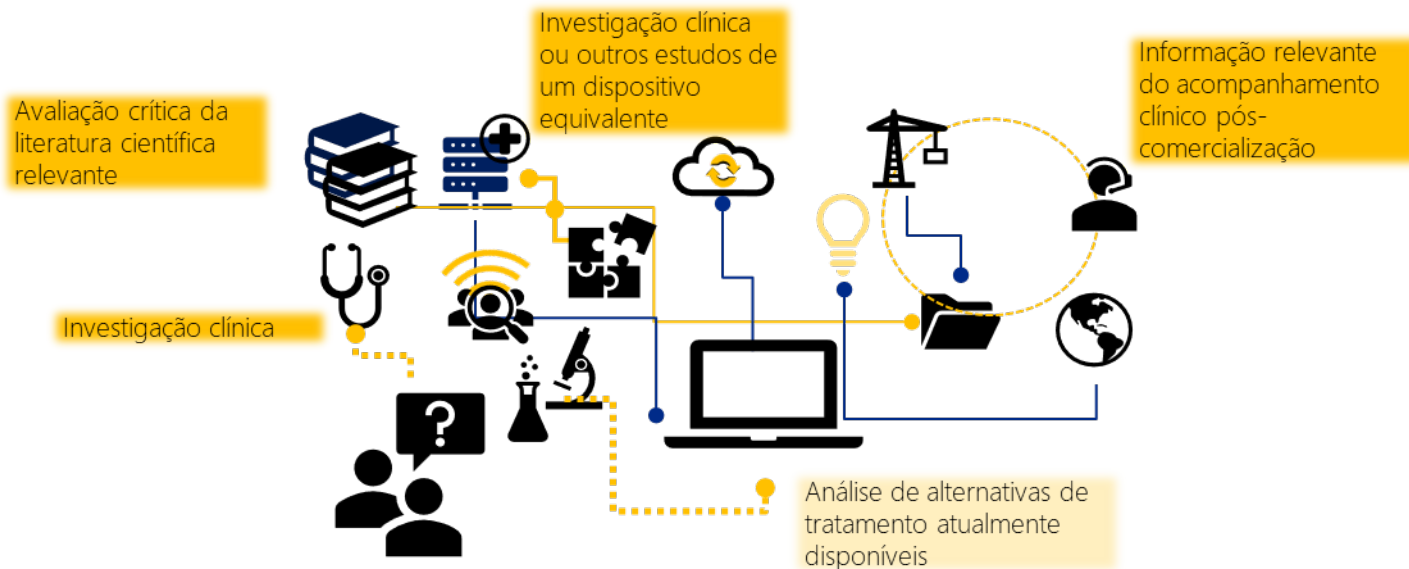 Avaliação crítica da
literatura científica
relevante
Investigação clínica
ou outros estudos de
um dispositivo
equivalente
Informação relevante
do acompanhamento
clínico pós-
comercialização
Investigação clínica
?
Análise de alternativas de
tratamento atualmente
disponíveis